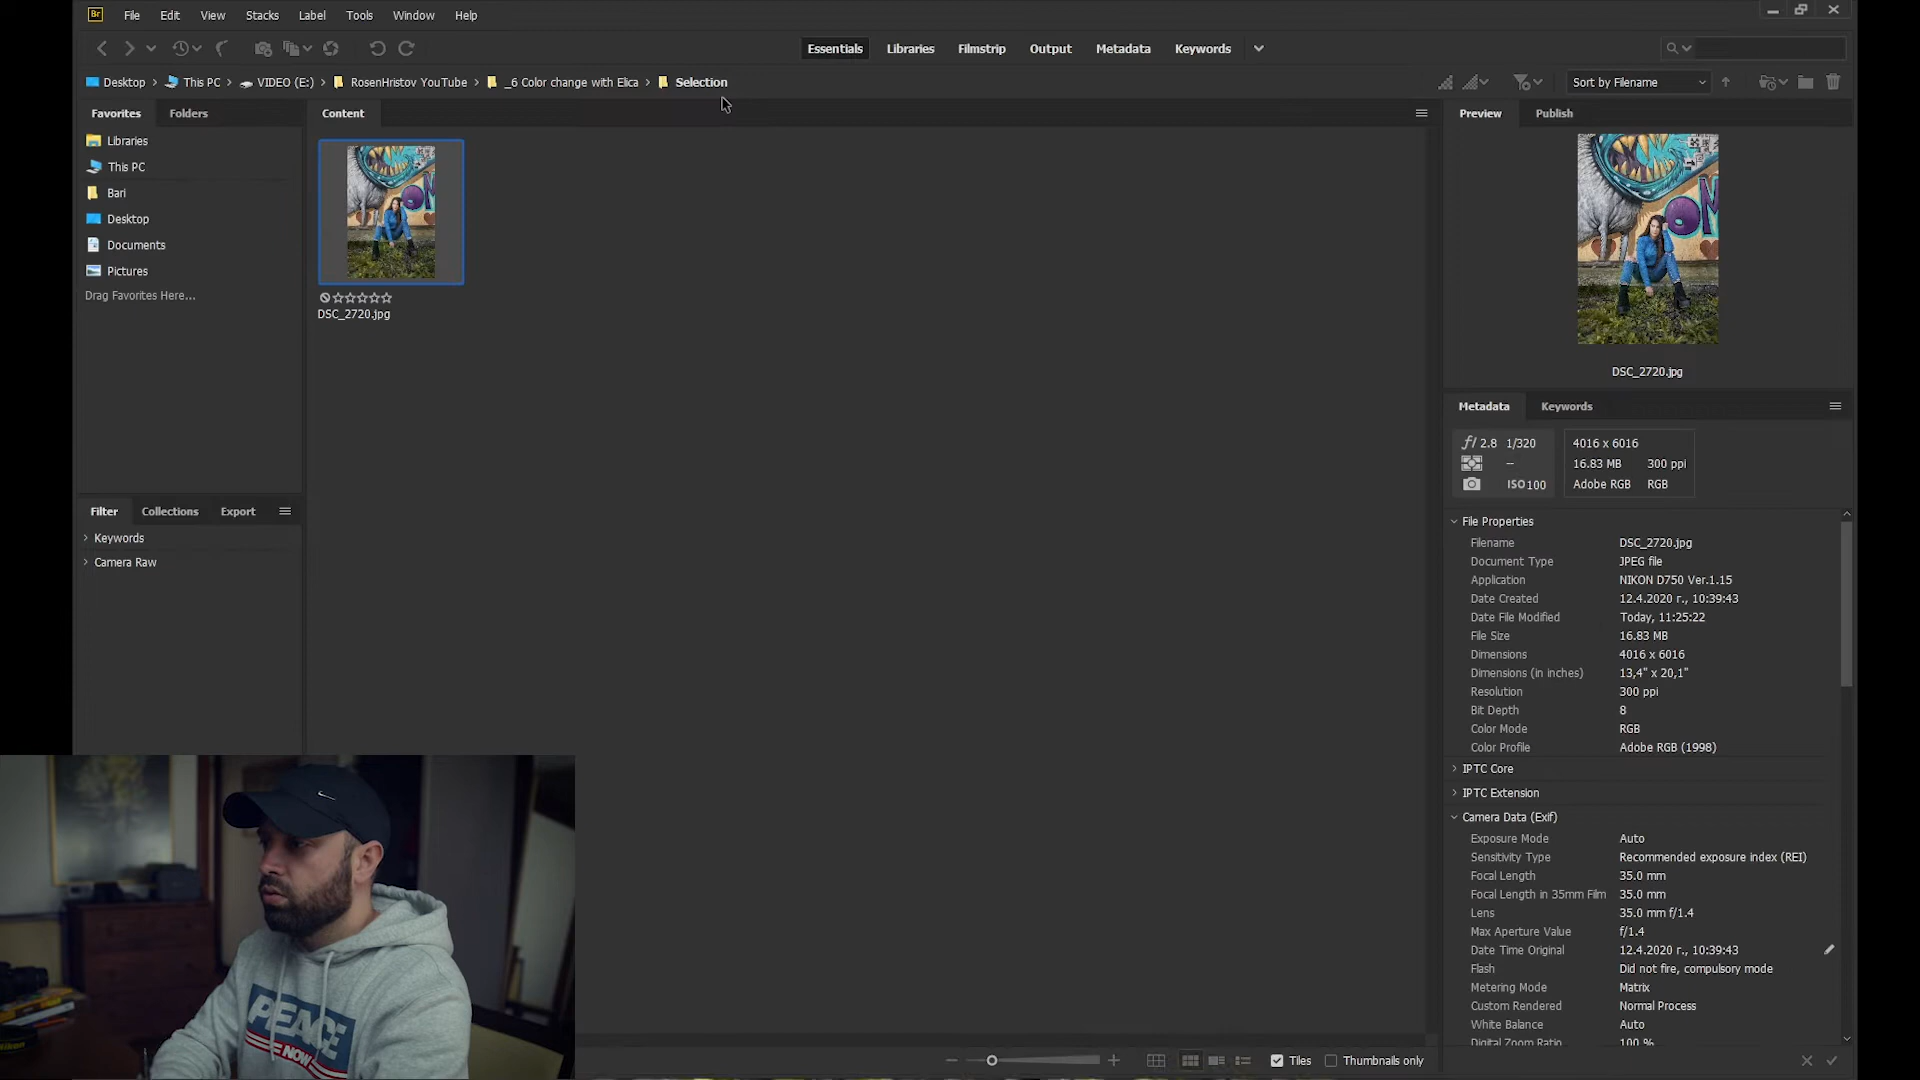 Br File Edit View Stacks Label Tools Window Help
Essentials Libraries Filmstrip Output Metadata Keywords
Desktop This PC VIDEO (E:) RosenHristov YouTube _6 Color change with Elica Selection
Sort by Filename
Favorites Folders
Libraries
This PC
Bari
Desktop
Documents
Pictures
Drag Favorites Here...
Filter Collections Export
Keywords
Camera Raw
Content
DSC_2720.jpg
Tiles Thumbnails only
Preview Publish
DSC_2720.jpg
Metadata Keywords
f/ 2.8 1/320
--
ISO 100
4016 x 6016
16.83 MB 300 ppi
Adobe RGB RGB
File Properties
Filename DSC_2720.jpg
Document Type JPEG file
Application NIKON D750 Ver.1.15
Date Created 12.4.2020 г., 10:39:43
Date File Modified Today, 11:25:22
File Size 16.83 MB
Dimensions 4016 x 6016
Dimensions (in inches) 13,4" x 20,1"
Resolution 300 ppi
Bit Depth 8
Color Mode RGB
Color Profile Adobe RGB (1998)
IPTC Core
IPTC Extension
Camera Data (Exif)
Exposure Mode Auto
Sensitivity Type Recommended exposure index (REI)
Focal Length 35.0 mm
Focal Length in 35mm Film 35.0 mm
Lens 35.0 mm f/1.4
Max Aperture Value f/1.4
Date Time Original 12.4.2020 г., 10:39:43
Flash Did not fire, compulsory mode
Metering Mode Matrix
Custom Rendered Normal Process
White Balance Auto
Digital Zoom Ratio 100 %
PEACE
NOW